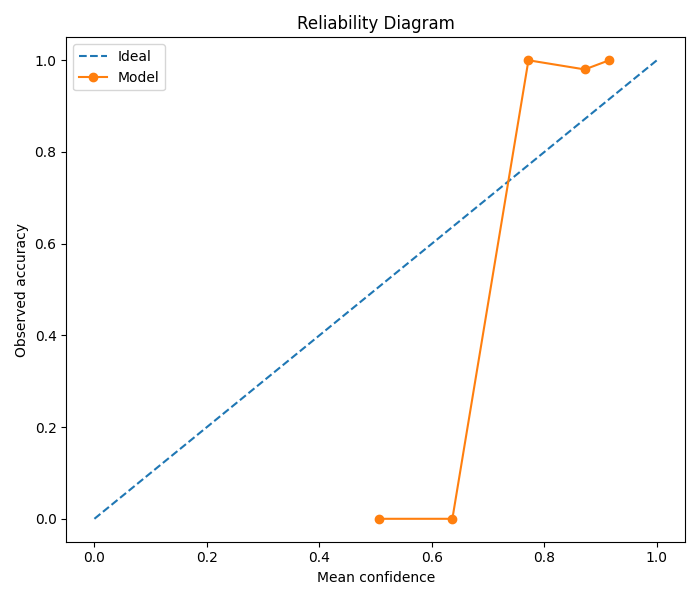 Reliability Diagram
Ideal
Model
1.0
0.8
0.6
0.4
0.2
0.0
Observed accuracy
0.0 0.2 0.4 0.6 0.8 1.0
Mean confidence